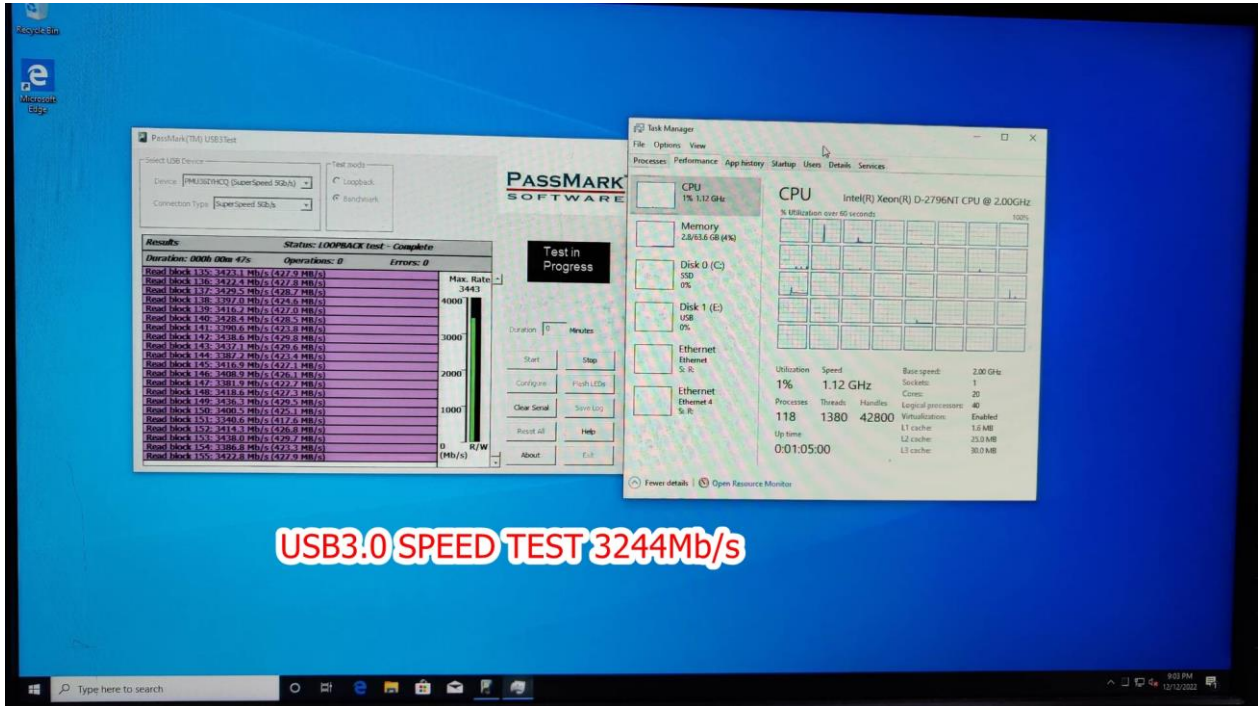 Recycle Bin
Microsoft
Edge
PassMark(TM) USB3Test
Select USB Device
Device PMU3GIYHCQ (SuperSpeed 5Gb/s)
Connection Type SuperSpeed 5Gb/s
Test mode
Loopback
Benchmark
PASSMARK
SOFTWARE
Results
Status: LOOPBACK test - Complete
Duration: 000h 00m 47s Operations: 0 Errors: 0
Read block 135: 3423.1 Mb/s (427.9 MB/s)
Read block 136: 3422.4 Mb/s (427.8 MB/s)
Read block 137: 3429.5 Mb/s (428.7 MB/s)
Read block 138: 3397.0 Mb/s (424.6 MB/s)
Read block 139: 3416.2 Mb/s (427.0 MB/s)
Read block 140: 3428.4 Mb/s (428.5 MB/s)
Read block 141: 3390.6 Mb/s (423.8 MB/s)
Read block 142: 3438.6 Mb/s (429.8 MB/s)
Read block 143: 3437.1 Mb/s (429.6 MB/s)
Read block 144: 3387.2 Mb/s (423.4 MB/s)
Read block 145: 3416.9 Mb/s (427.1 MB/s)
Read block 146: 3408.9 Mb/s (426.1 MB/s)
Read block 147: 3381.9 Mb/s (422.7 MB/s)
Read block 148: 3418.6 Mb/s (427.3 MB/s)
Read block 149: 3436.3 Mb/s (429.5 MB/s)
Read block 150: 3400.5 Mb/s (425.1 MB/s)
Read block 151: 3340.6 Mb/s (417.6 MB/s)
Read block 152: 3414.3 Mb/s (426.8 MB/s)
Read block 153: 3438.0 Mb/s (429.7 MB/s)
Read block 154: 3386.8 Mb/s (423.3 MB/s)
Read block 155: 3422.8 Mb/s (427.9 MB/s)
Max. Rate
3443
4000
3000
2000
1000
0 R/W
(Mb/s)
Test in
Progress
Duration 0 Minutes
Start Stop
Configure Flash LEDs
Clear Serial Save Log
Reset All Help
About Exit
Task Manager
File Options View
Processes Performance App history Startup Users Details Services
CPU
1% 1.12 GHz
Memory
2.8/63.6 GB (4%)
Disk 0 (C:)
SSD
0%
Disk 1 (E:)
USB
0%
Ethernet
Ethernet
S: R:
Ethernet
Ethernet 4
S: R:
CPU Intel(R) Xeon(R) D-2796NT CPU @ 2.00GHz
% Utilization over 60 seconds 100%
Utilization Speed
1% 1.12 GHz
Processes Threads Handles
118 1380 42800
Up time
0:01:05:00
Base speed: 2.00 GHz
Sockets: 1
Cores: 20
Logical processors: 40
Virtualization: Enabled
L1 cache: 1.8 MB
L2 cache: 25.0 MB
L3 cache: 30.0 MB
Fewer details Open Resource Monitor
USB3.0 SPEED TEST 3244Mb/s
Type here to search
9:03 PM
12/12/2022